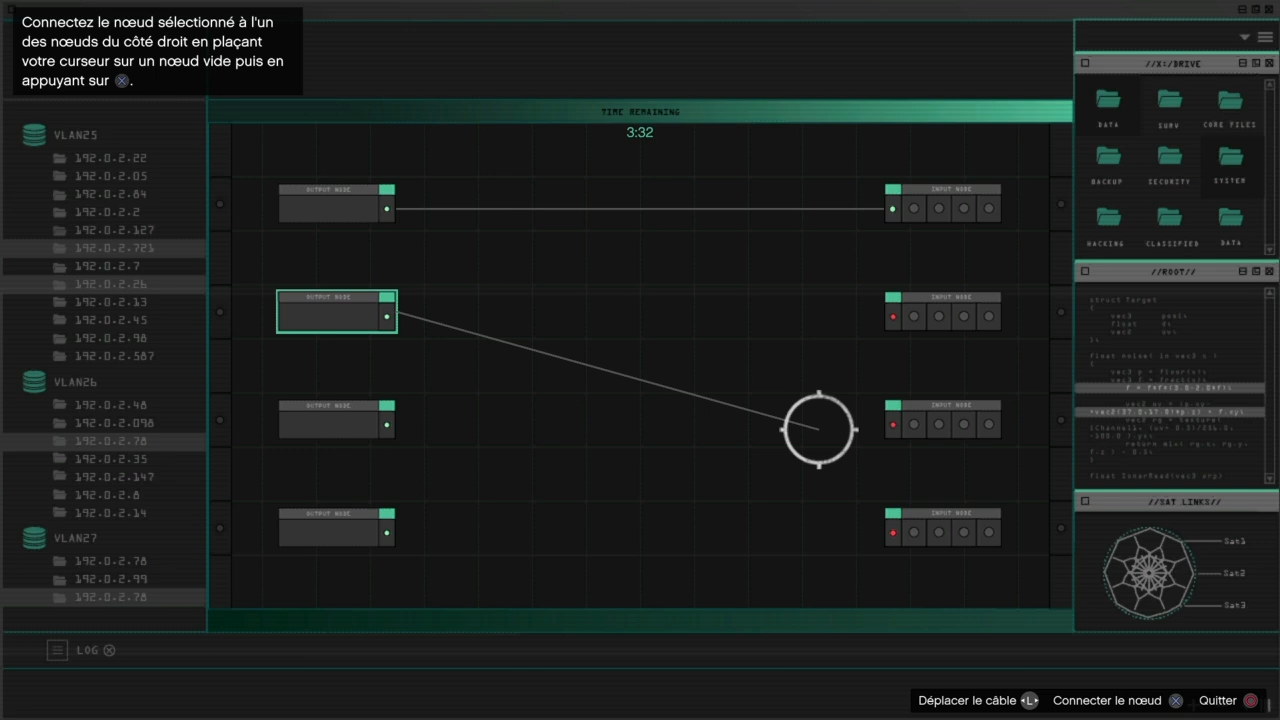 Connectez le nœud sélectionné à l'un
des nœuds du côté droit en plaçant
votre curseur sur un nœud vide puis en
appuyant sur
TIME REMAINING
3:32
VLAN25
192.0.2.22
192.0.2.05
192.0.2.84
192.0.2.2
192.0.2.127
192.0.2.721
192.0.2.7
192.0.2.26
192.0.2.13
192.0.2.45
192.0.2.98
192.0.2.587
VLAN26
192.0.2.48
192.0.2.098
192.0.2.78
192.0.2.35
192.0.2.147
192.0.2.8
192.0.2.14
VLAN27
192.0.2.78
192.0.2.99
192.0.2.78
OUTPUT NODE
INPUT NODE
OUTPUT NODE
INPUT NODE
OUTPUT NODE
INPUT NODE
OUTPUT NODE
INPUT NODE
//X:/DRIVE
DATA SURV CORE FILES
BACKUP SECURITY SYSTEM
HACKING CLASSIFIED DATA
//ROOT//
struct Target
{
};
//SAT LINKS//
Sat1
Sat2
Sat3
LOG
Déplacer le câble L Connecter le nœud Quitter